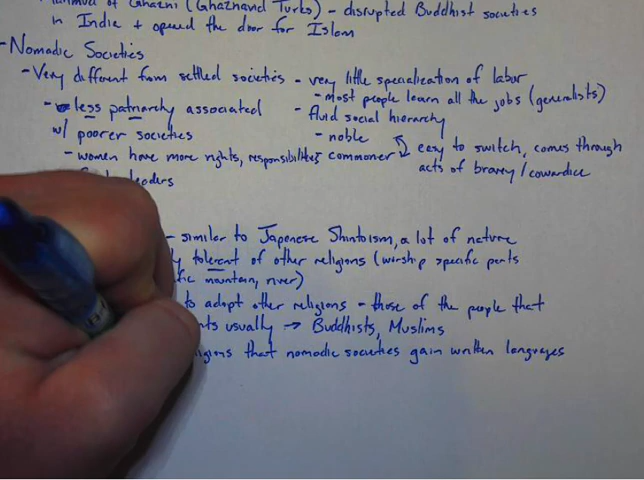 of Ghazni (Ghaznavid Turks) - disrupted Buddhist societies
in India + opened the door for Islam
- Nomadic Societies
- Very different from settled societies
- less patriarchy associated
w/ poorer societies
- women have more rights, responsibilities
leaders
- very little specialization of labor
- most people learn all the jobs (generalists)
- fluid social hierarchy
- noble
- commoner
easy to switch, comes through
acts of bravery/cowardice
- similar to Japanese Shintoism, a lot of nature
tolerant of other religions (worship specific parts
mountain, river)
to adopt other religions - those of the people that
usually → Buddhists, Muslims
that nomadic societies gain written languages